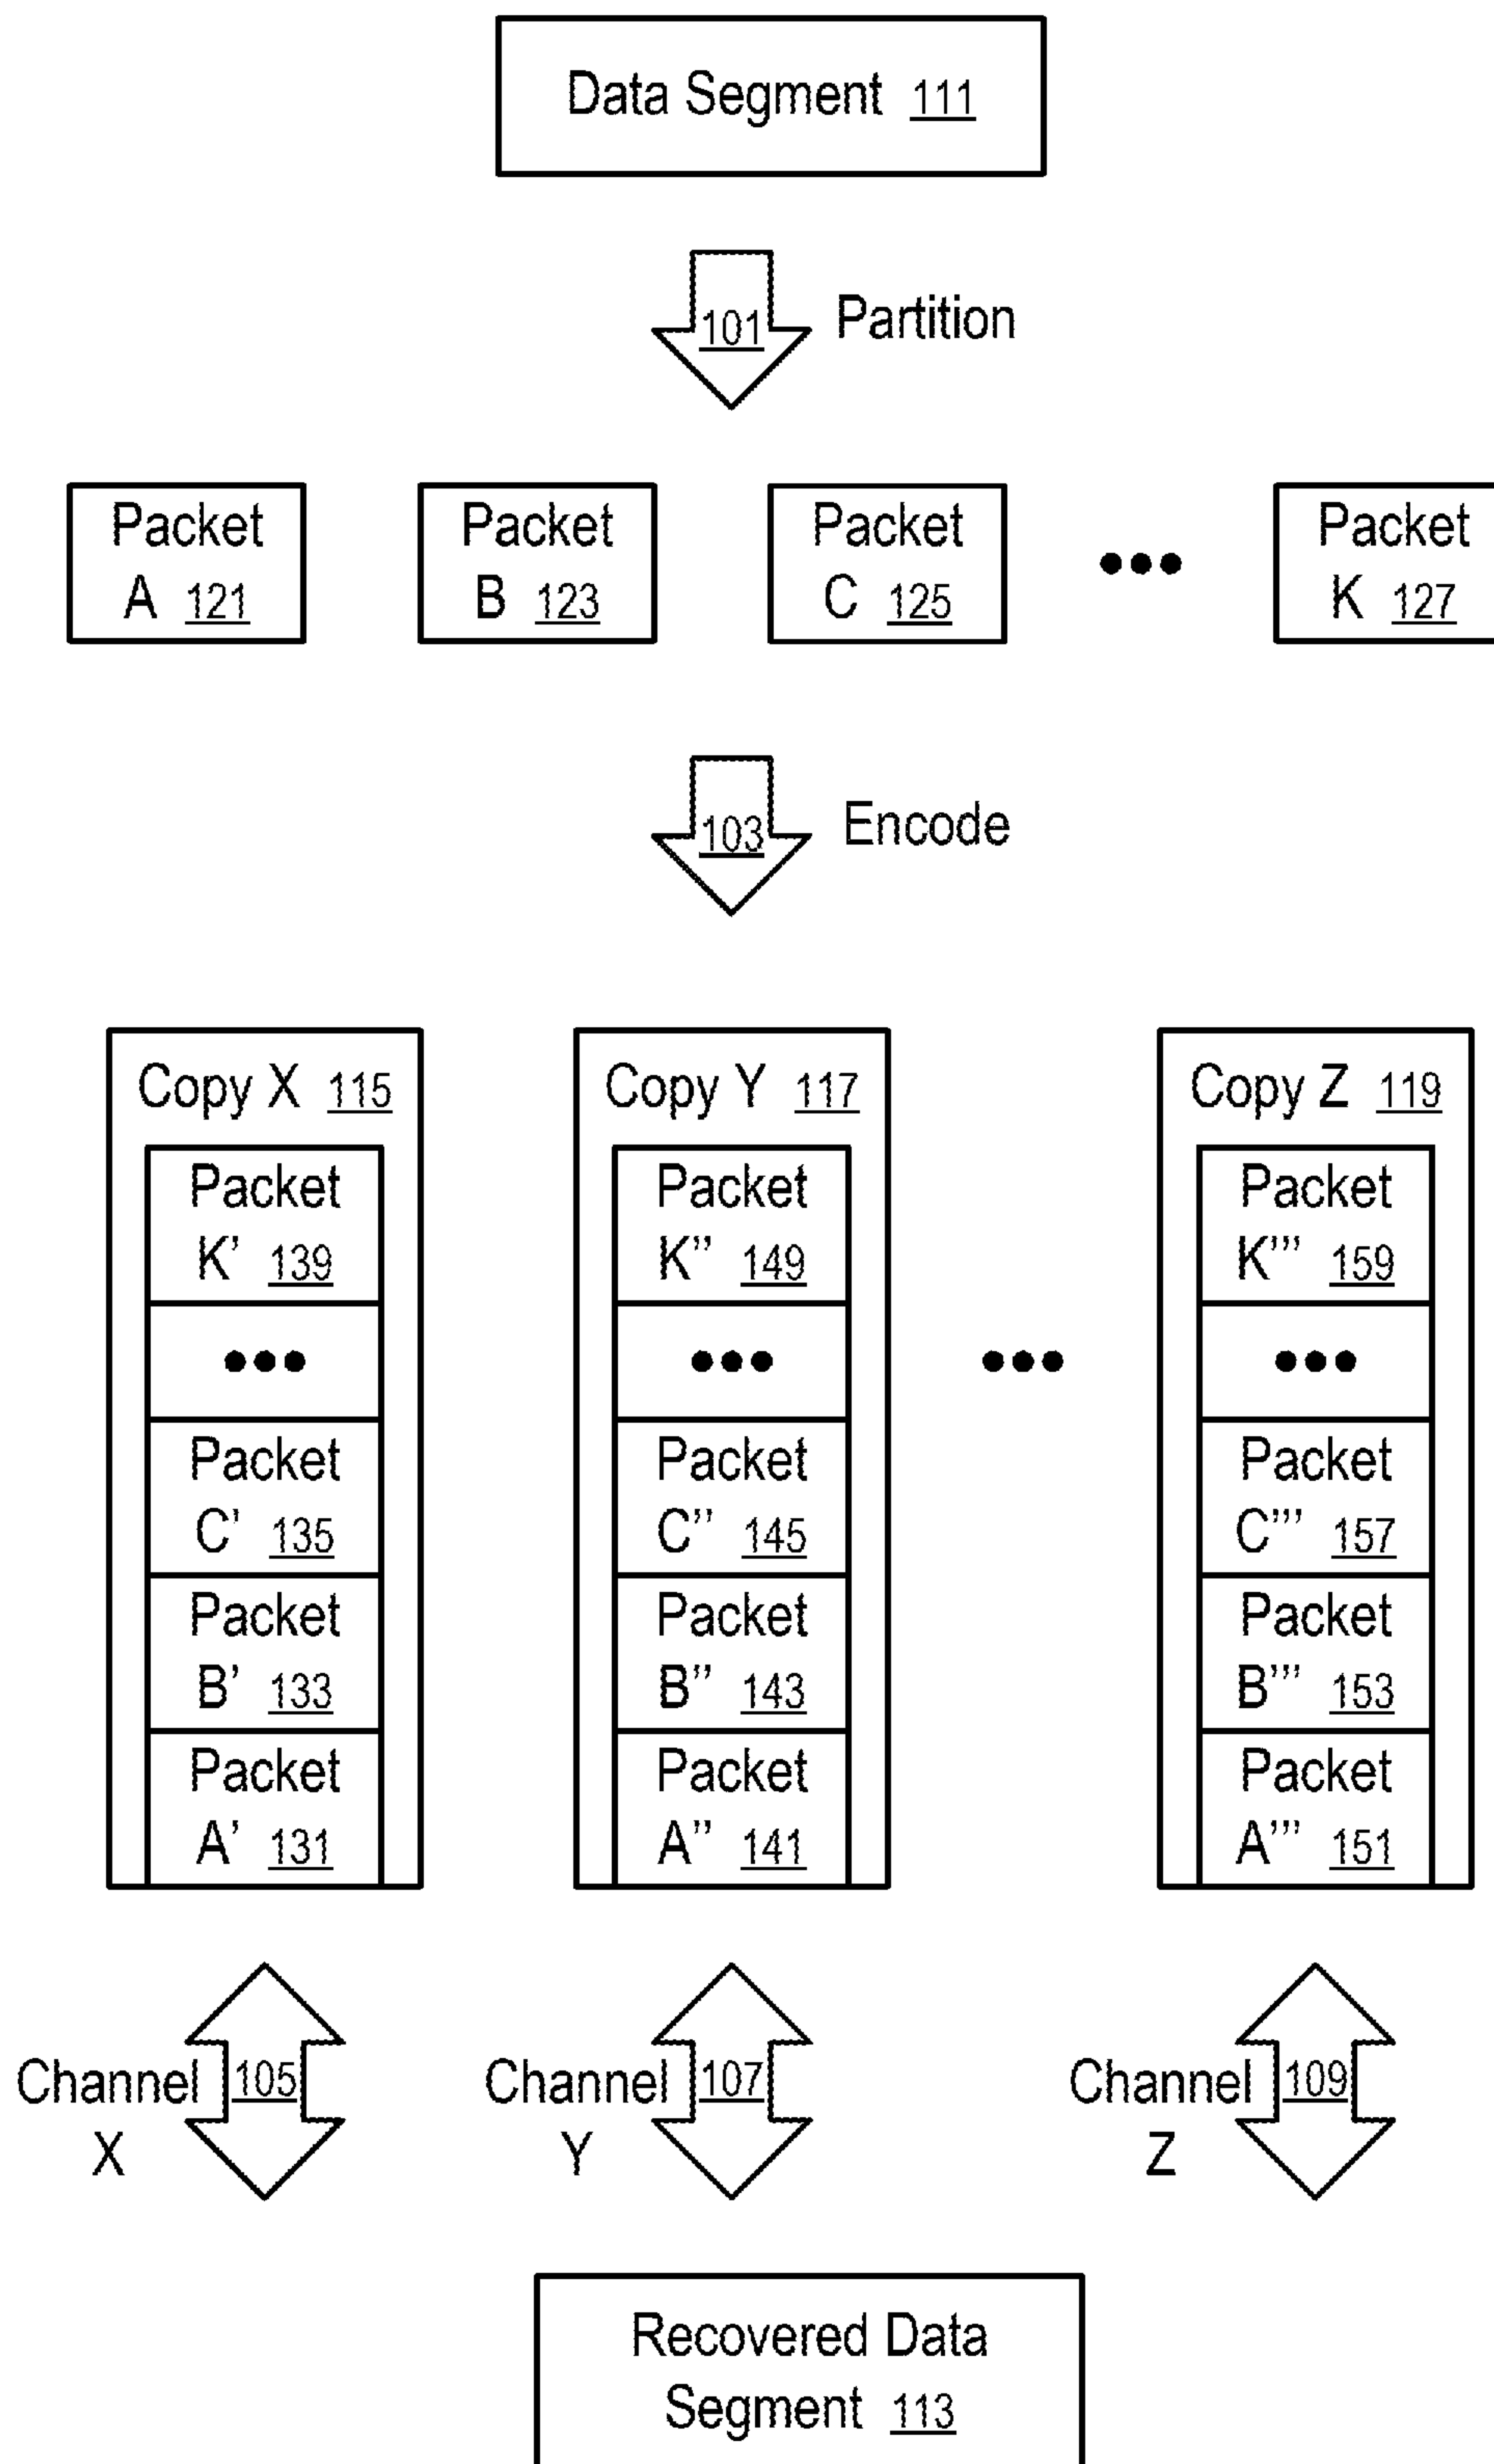 Data Segment 111
101 Partition
Packet A 121
Packet B 123
Packet C 125
•••
Packet K 127
103 Encode
Copy X 115
Packet K' 139
•••
Packet C' 135
Packet B' 133
Packet A' 131
Copy Y 117
Packet K'' 149
•••
Packet C'' 145
Packet B'' 143
Packet A'' 141
•••
Copy Z 119
Packet K''' 159
•••
Packet C''' 157
Packet B''' 153
Packet A''' 151
Channel X 105
Channel Y 107
Channel Z 109
Recovered Data
Segment 113